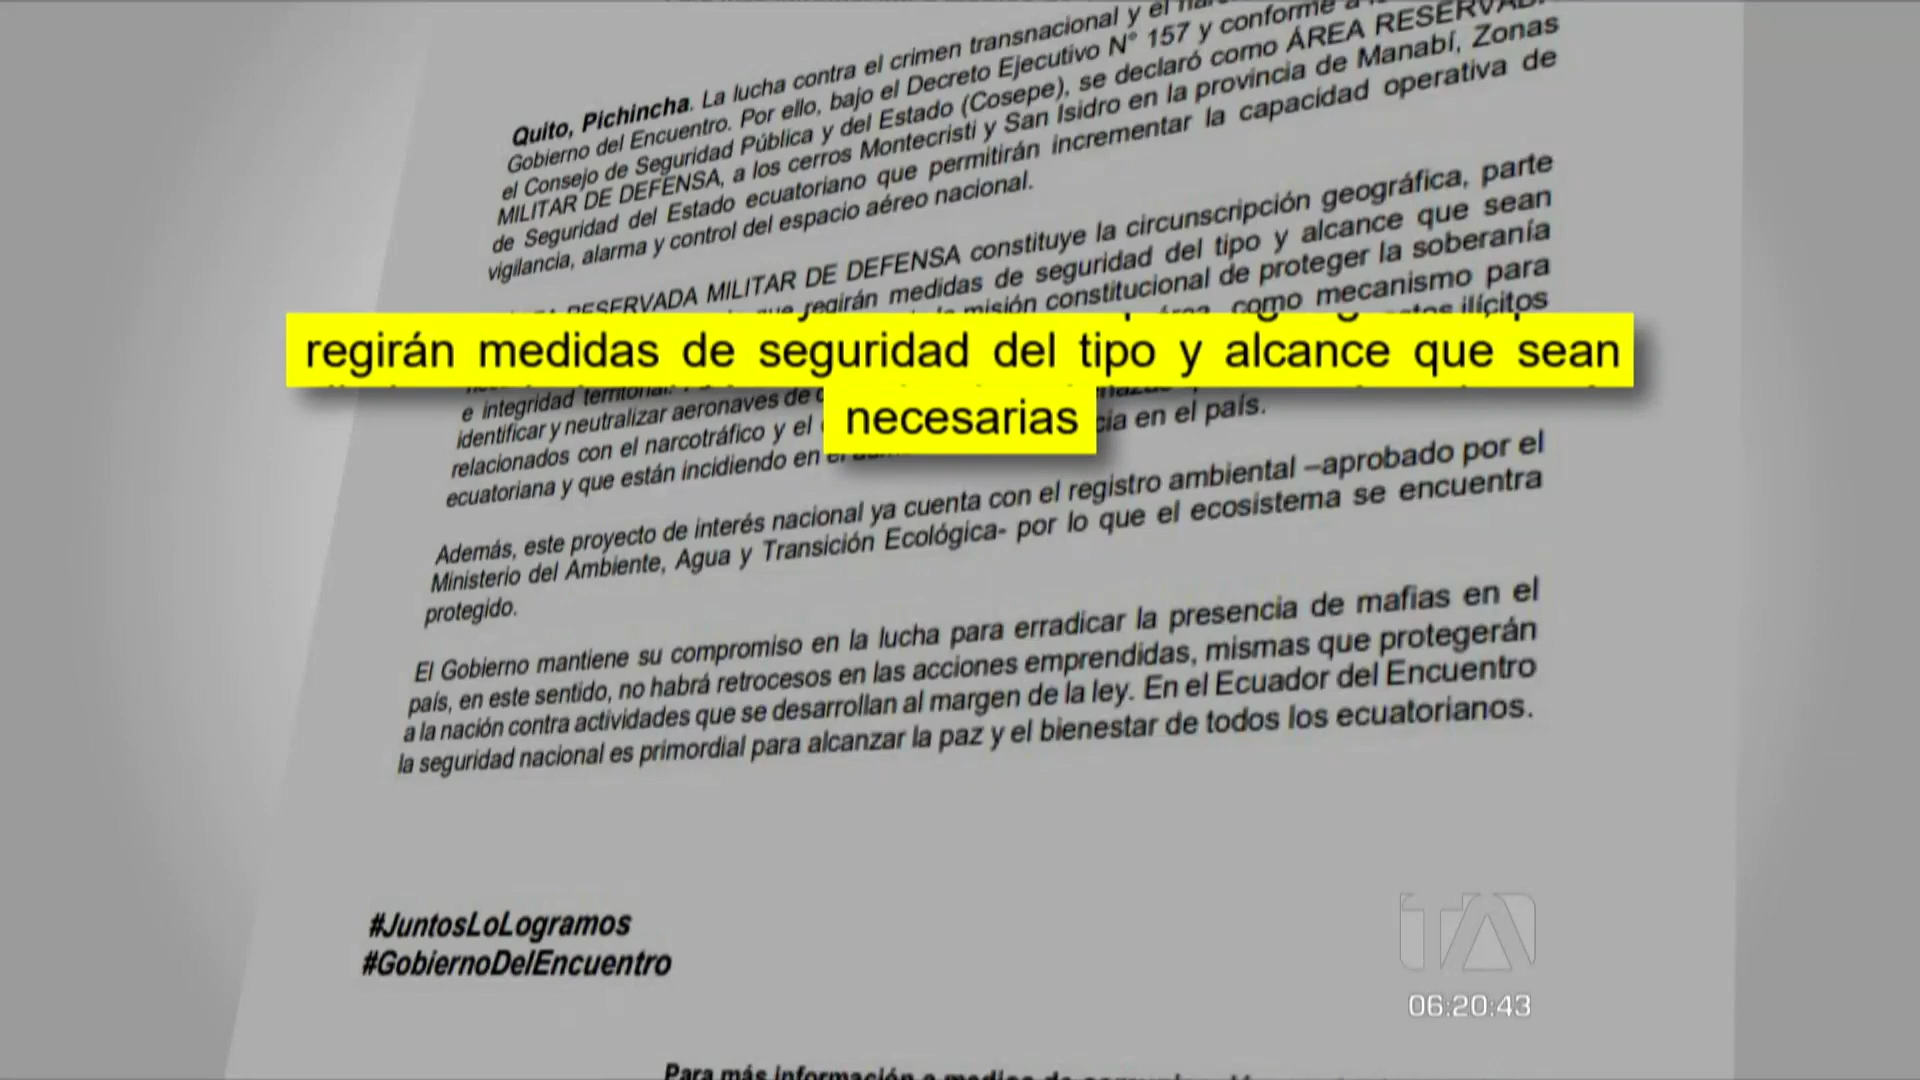 Quito, Pichincha. La lucha contra el crimen transnacional y el
Gobierno del Encuentro. Por ello, bajo el Decreto Ejecutivo N° 157 y conforme a
el Consejo de Seguridad Pública y del Estado (Cosepe), se declaró como ÁREA RESERVADA
MILITAR DE DEFENSA, a los cerros Montecristi y San Isidro en la provincia de Manabí, Zonas
de Seguridad del Estado ecuatoriano que permitirán incrementar la capacidad operativa de
vigilancia, alarma y control del espacio aéreo nacional.
RESERVADA MILITAR DE DEFENSA constituye la circunscripción geográfica, parte
que regirán medidas de seguridad del tipo y alcance que sean
misión constitucional de proteger la soberanía
como mecanismo para
ilícitos
regirán medidas de seguridad del tipo y alcance que sean
necesarias
e integridad territorial.
identificar y neutralizar aeronaves de
relacionados con el narcotráfico y el en el país.
ecuatoriana y que están incidiendo en el
Además, este proyecto de interés nacional ya cuenta con el registro ambiental –aprobado por el
Ministerio del Ambiente, Agua y Transición Ecológica- por lo que el ecosistema se encuentra
protegido.
El Gobierno mantiene su compromiso en la lucha para erradicar la presencia de mafias en el
país, en este sentido, no habrá retrocesos en las acciones emprendidas, mismas que protegerán
a la nación contra actividades que se desarrollan al margen de la ley. En el Ecuador del Encuentro
la seguridad nacional es primordial para alcanzar la paz y el bienestar de todos los ecuatorianos.
#JuntosLoLogramos
#GobiernoDelEncuentro
TA
06:20:43
Para más información a medios de